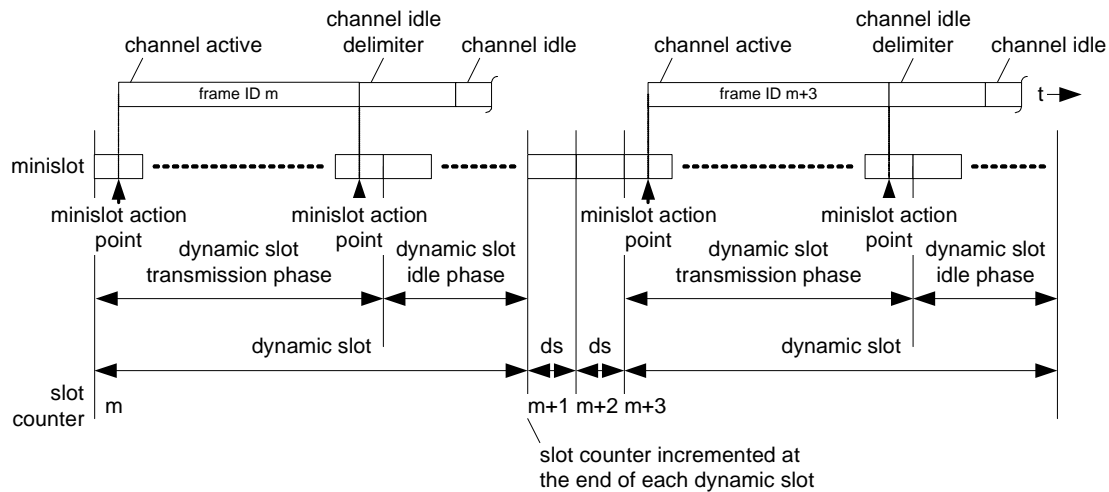 channel idle
delimiter
channel active
channel idle
channel idle
delimiter
channel active
channel idle
frame ID m
frame ID m+3
t
minislot
minislot action
point
minislot action
point
minislot action
point
minislot action
point
dynamic slot
transmission phase
dynamic slot
idle phase
dynamic slot
transmission phase
dynamic slot
idle phase
dynamic slot
ds
ds
dynamic slot
slot
counter
m
m+1
m+2
m+3
slot counter incremented at
the end of each dynamic slot